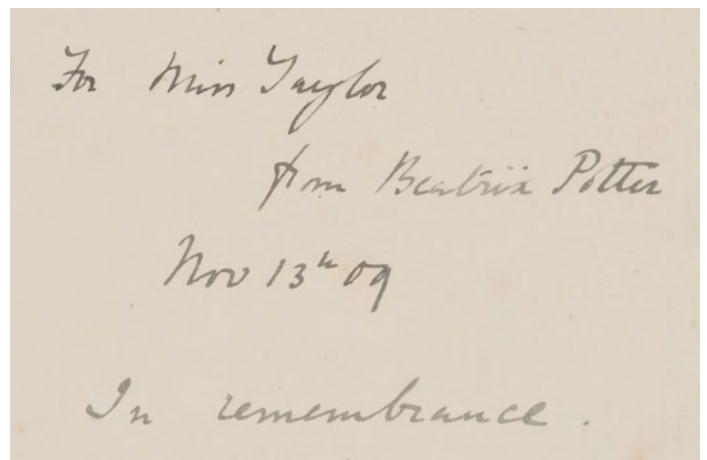 For Miss Taylor
from Beatrix Potter
Nov 13th 09
In remembrance.